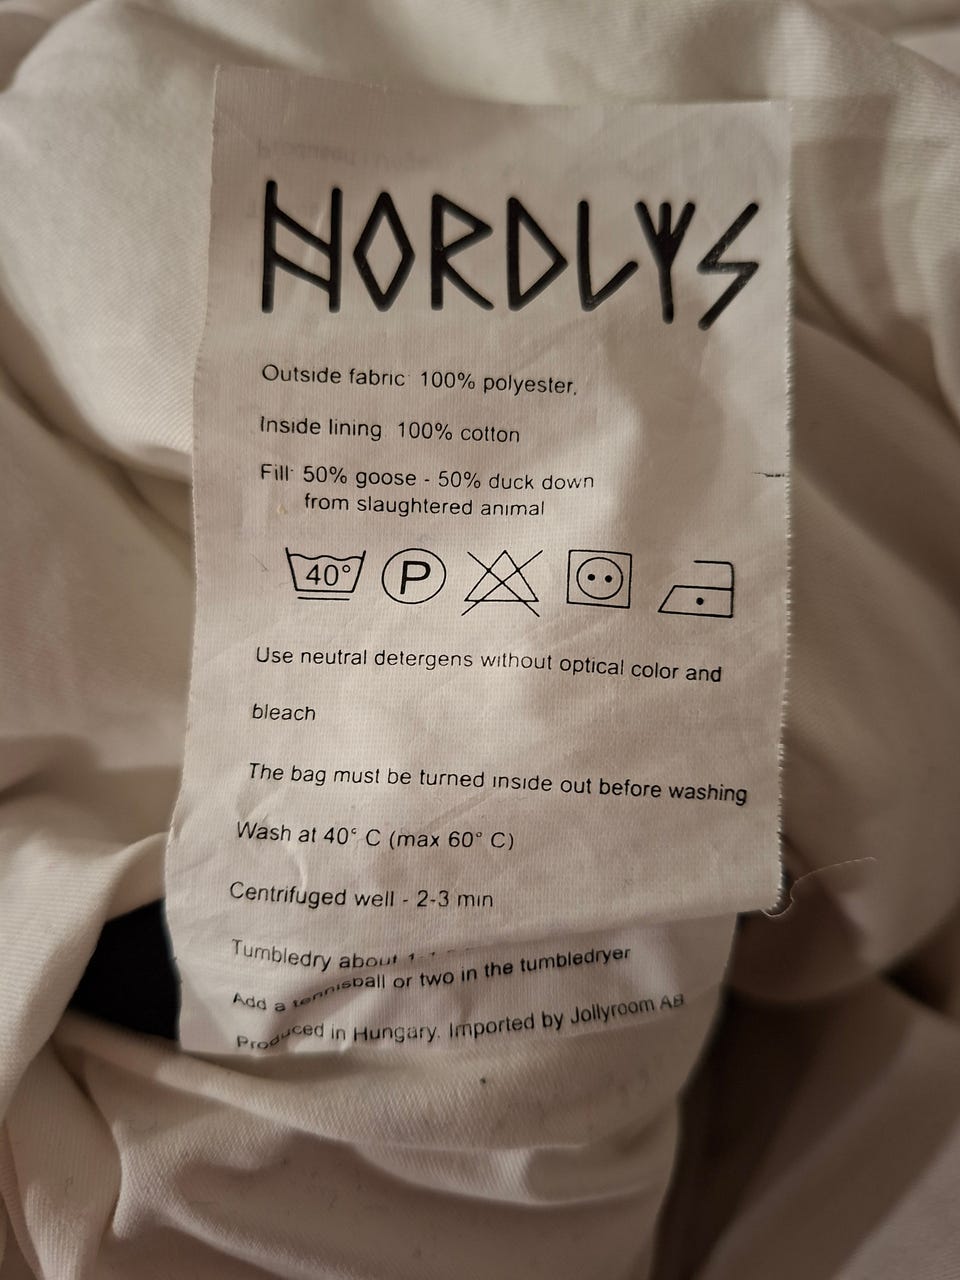 NORDLYS
Outside fabric: 100% polyester.
Inside lining 100% cotton
Fill: 50% goose - 50% duck down
from slaughtered animal
40° P
Use neutral detergens without optical color and
bleach
The bag must be turned inside out before washing
Wash at 40° C (max 60° C)
Centrifuged well - 2-3 min
Tumbledry about
Add a tennisball or two in the tumbledryer
Produced in Hungary. Imported by Jollyroom AB